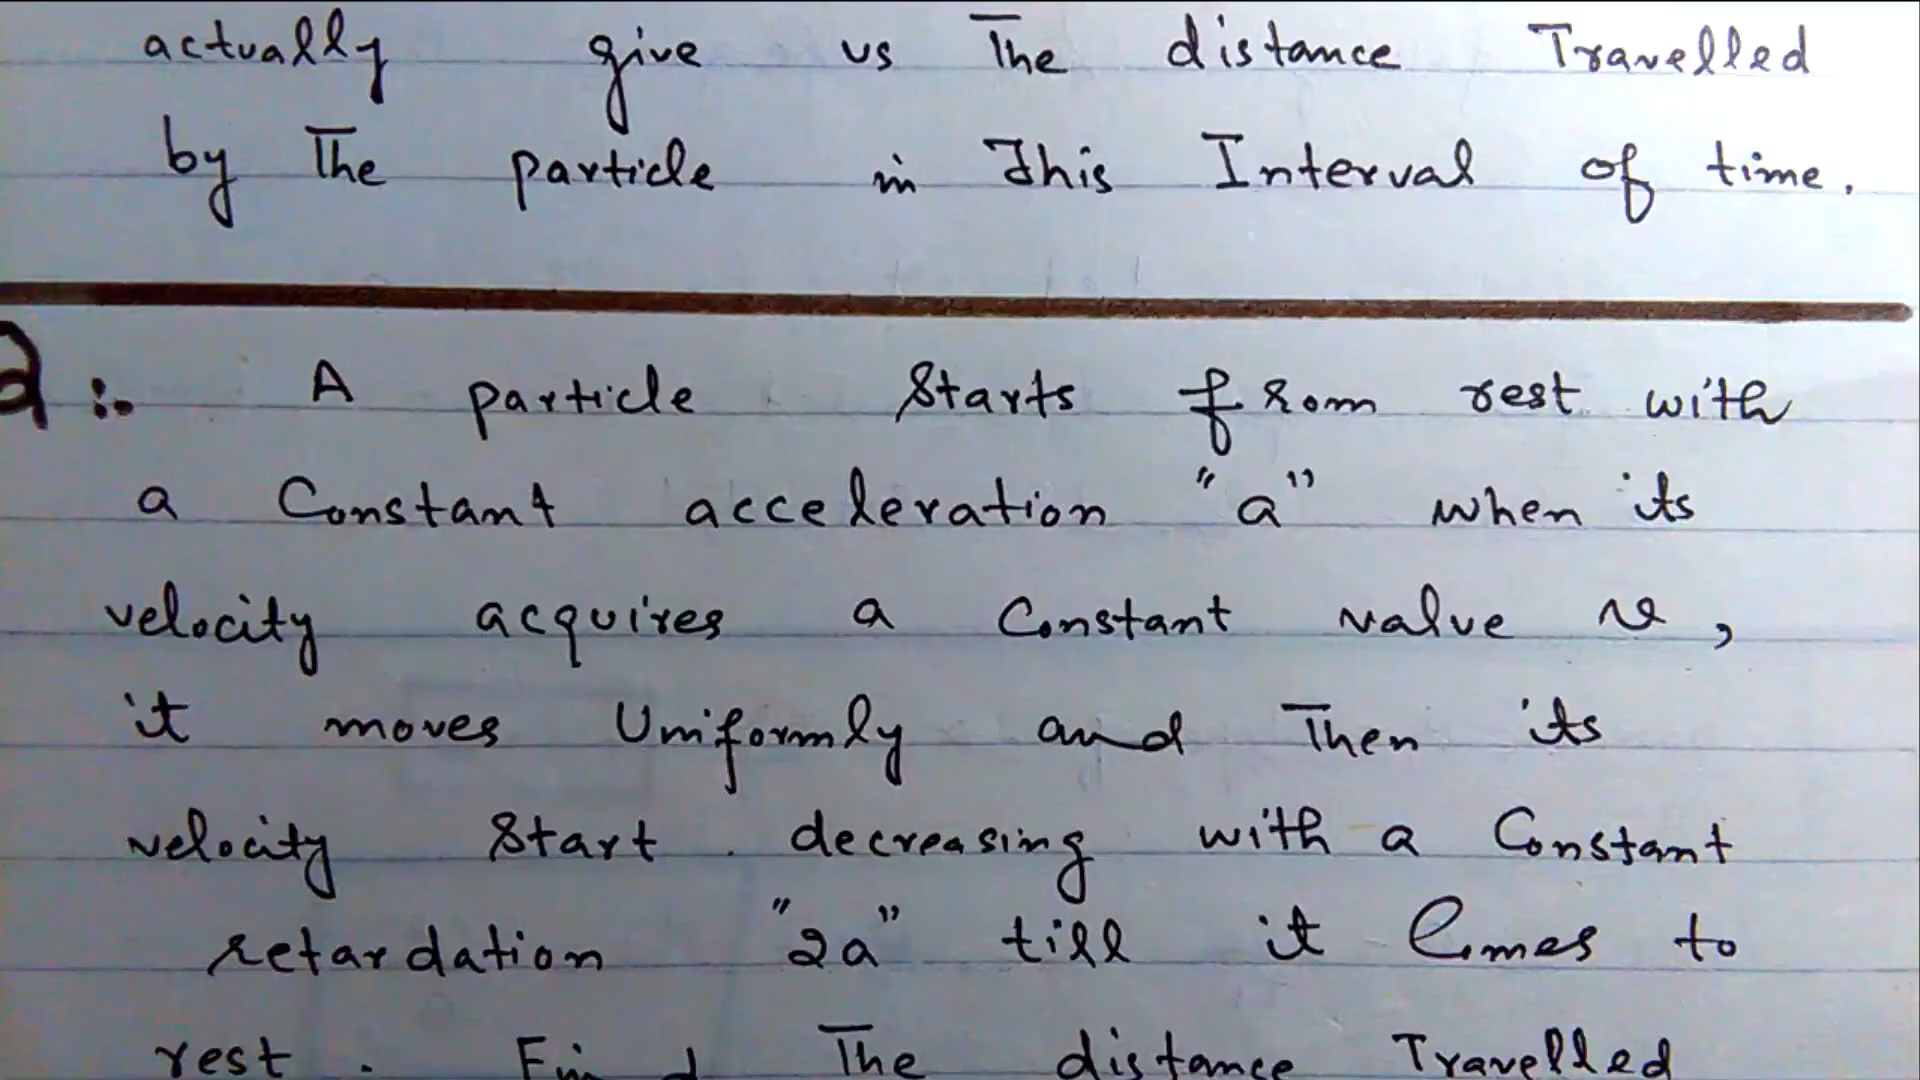 actually give us The distance Travelled
by The particle in This Interval of time.
Q:- A particle Starts from rest with
a Constant acceleration "a" when its
velocity acquires a Constant value v,
it moves Uniformly and Then its
velocity Start decreasing with a Constant
retardation "2a" till it Comes to
rest. Find The distance Travelled